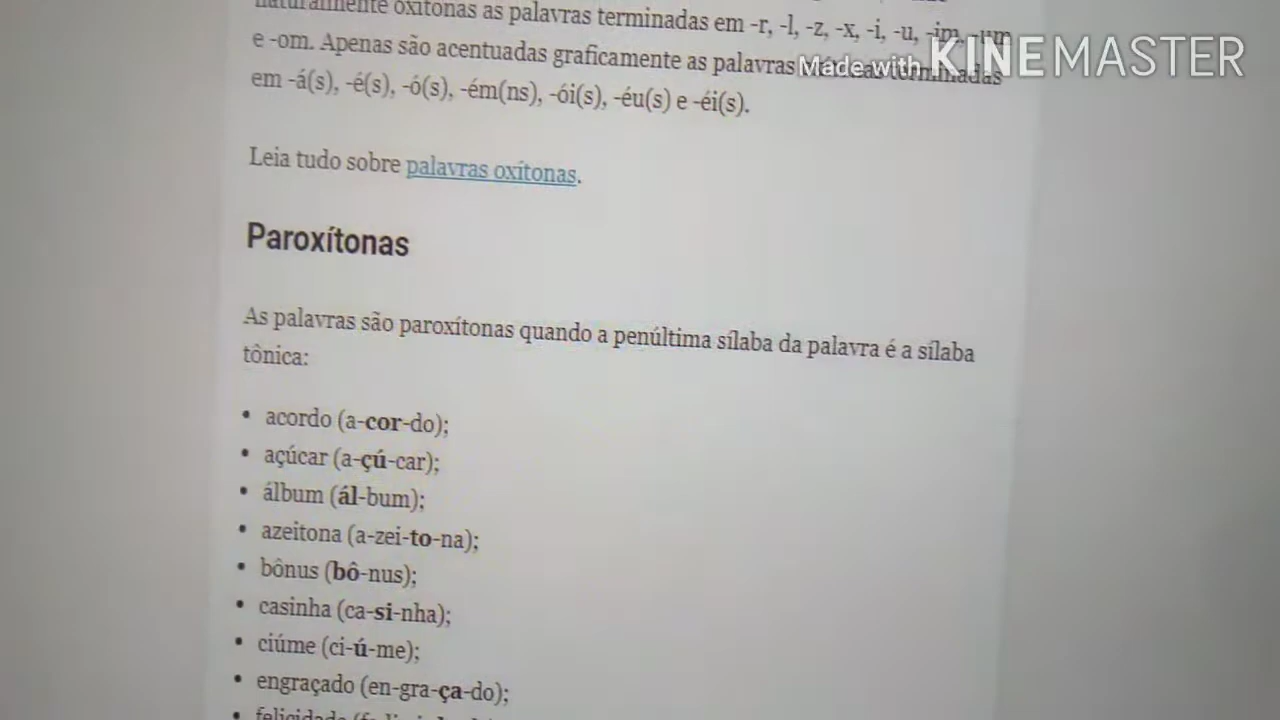 naturalmente oxítonas as palavras terminadas em -r, -l, -z, -x, -i, -u, -im, -um
e -om. Apenas são acentuadas graficamente as palavras terminadas
Made with KINEMASTER
em -á(s), -é(s), -ó(s), -ém(ns), -ói(s), -éu(s) e -éi(s).
Leia tudo sobre palavras oxítonas.
Paroxítonas
As palavras são paroxítonas quando a penúltima sílaba da palavra é a sílaba
tônica:
• acordo (a-cor-do);
• açúcar (a-çú-car);
• álbum (ál-bum);
• azeitona (a-zei-to-na);
• bônus (bô-nus);
• casinha (ca-si-nha);
• ciúme (ci-ú-me);
• engraçado (en-gra-ça-do);
• felicidade